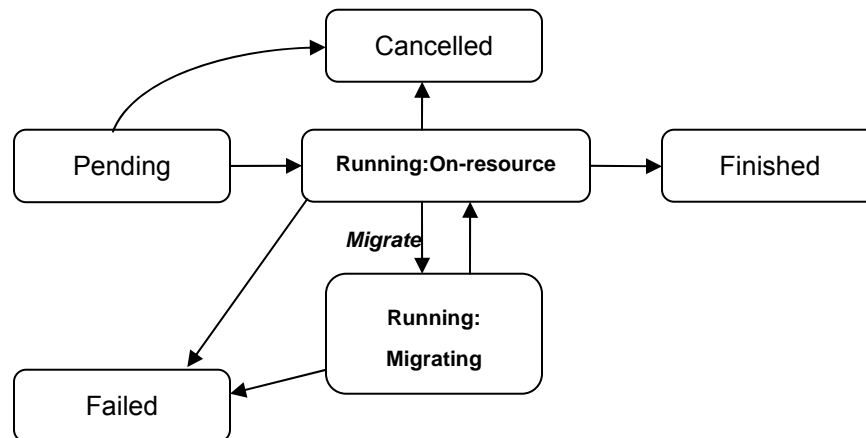 Cancelled
Pending
Running:On-resource
Finished
Migrate
Running:
Migrating
Failed